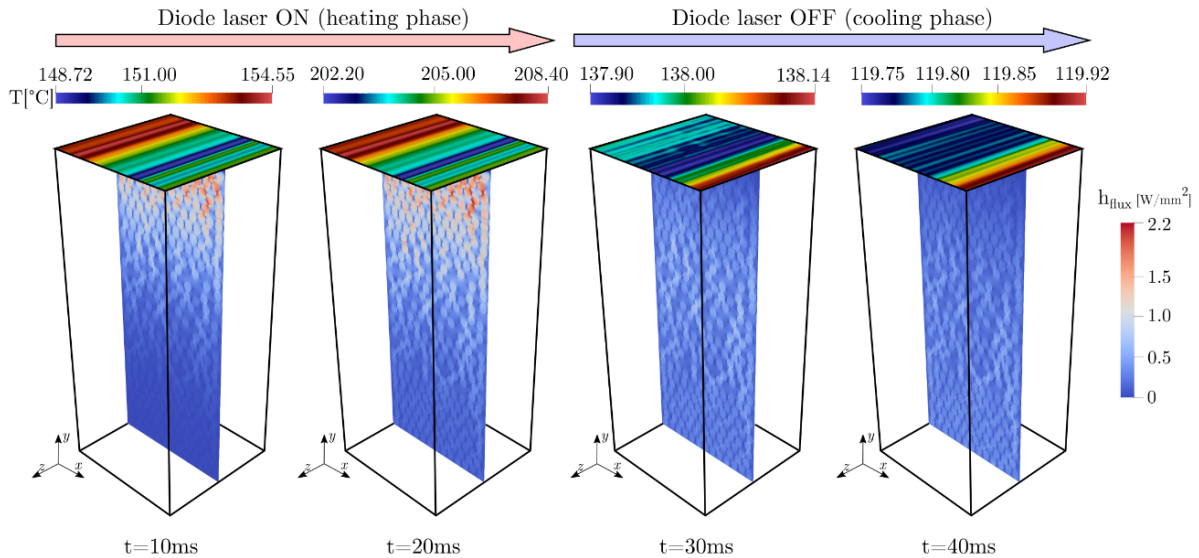 Diode laser ON (heating phase) Diode laser OFF (cooling phase)
148.72 151.00 154.55 202.20 205.00 208.40 137.90 138.00 138.14 119.75 119.80 119.85 119.92
T[°C]
h_flux [W/mm²]
2.2
1.5
1.0
0.5
0
y y y y
z x z x z x z x
t=10ms t=20ms t=30ms t=40ms